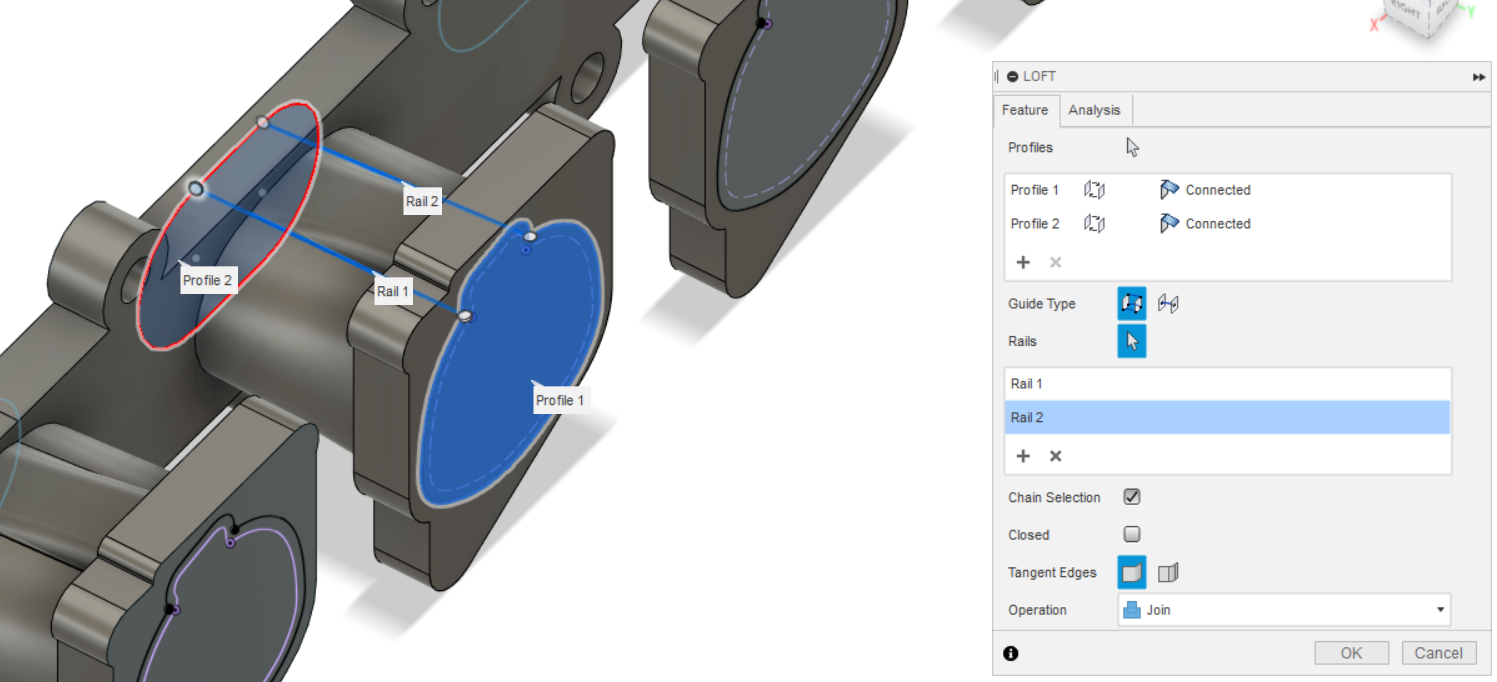 RIGHT
X
Y
LOFT
Feature
Analysis
Profiles
Profile 1
Connected
Profile 2
Connected
Guide Type
Rails
Rail 1
Rail 2
Chain Selection
Closed
Tangent Edges
Operation
Join
OK
Cancel
Rail 2
Profile 2
Rail 1
Profile 1